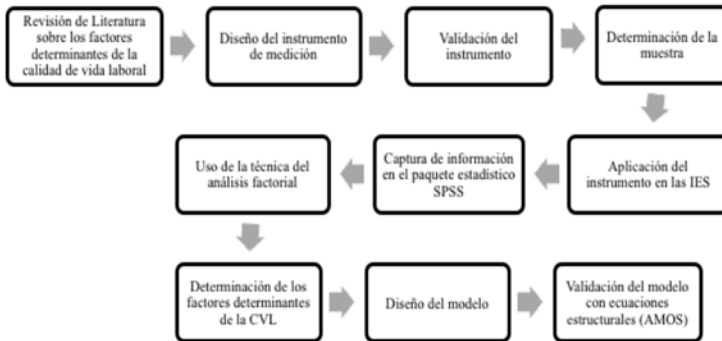 Revisión de Literatura
sobre los factores
determinantes de la
calidad de vida laboral
Diseño del instrumento
de medición
Validación del
instrumento
Determinación de la
muestra
Aplicación del
instrumento en las IES
Captura de información
en el paquete estadístico
SPSS
Uso de la técnica del
análisis factorial
Determinación de los
factores determinantes
de la CVL
Diseño del modelo
Validación del modelo
con ecuaciones
estructurales (AMOS)